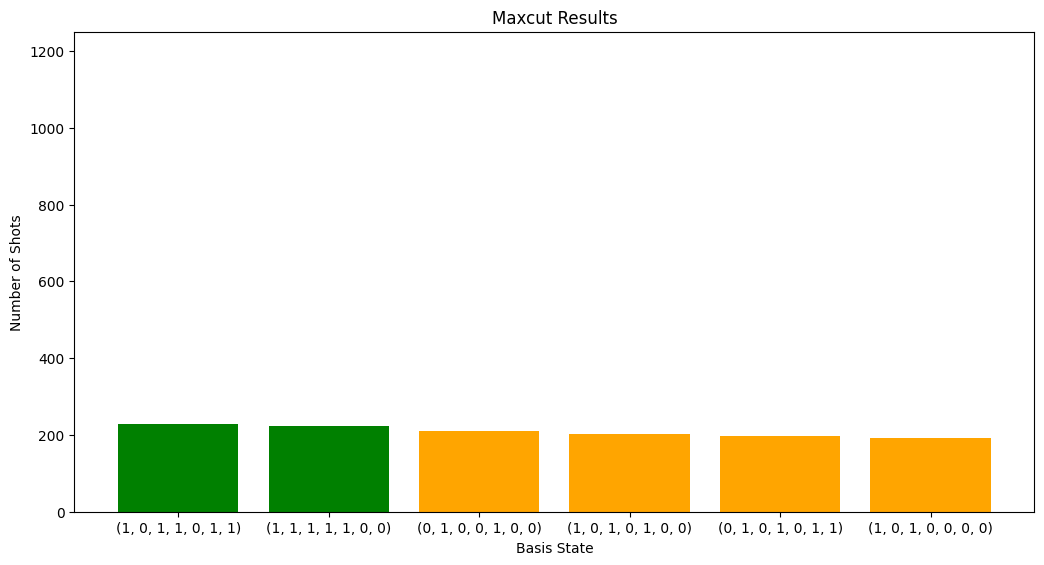 Maxcut Results
1200
1000
800
600
400
200
0
Number of Shots
(1, 0, 1, 1, 0, 1, 1)
(1, 1, 1, 1, 1, 0, 0)
(0, 1, 0, 0, 1, 0, 0)
(1, 0, 1, 0, 1, 0, 0)
(0, 1, 0, 1, 0, 1, 1)
(1, 0, 1, 0, 0, 0, 0)
Basis State